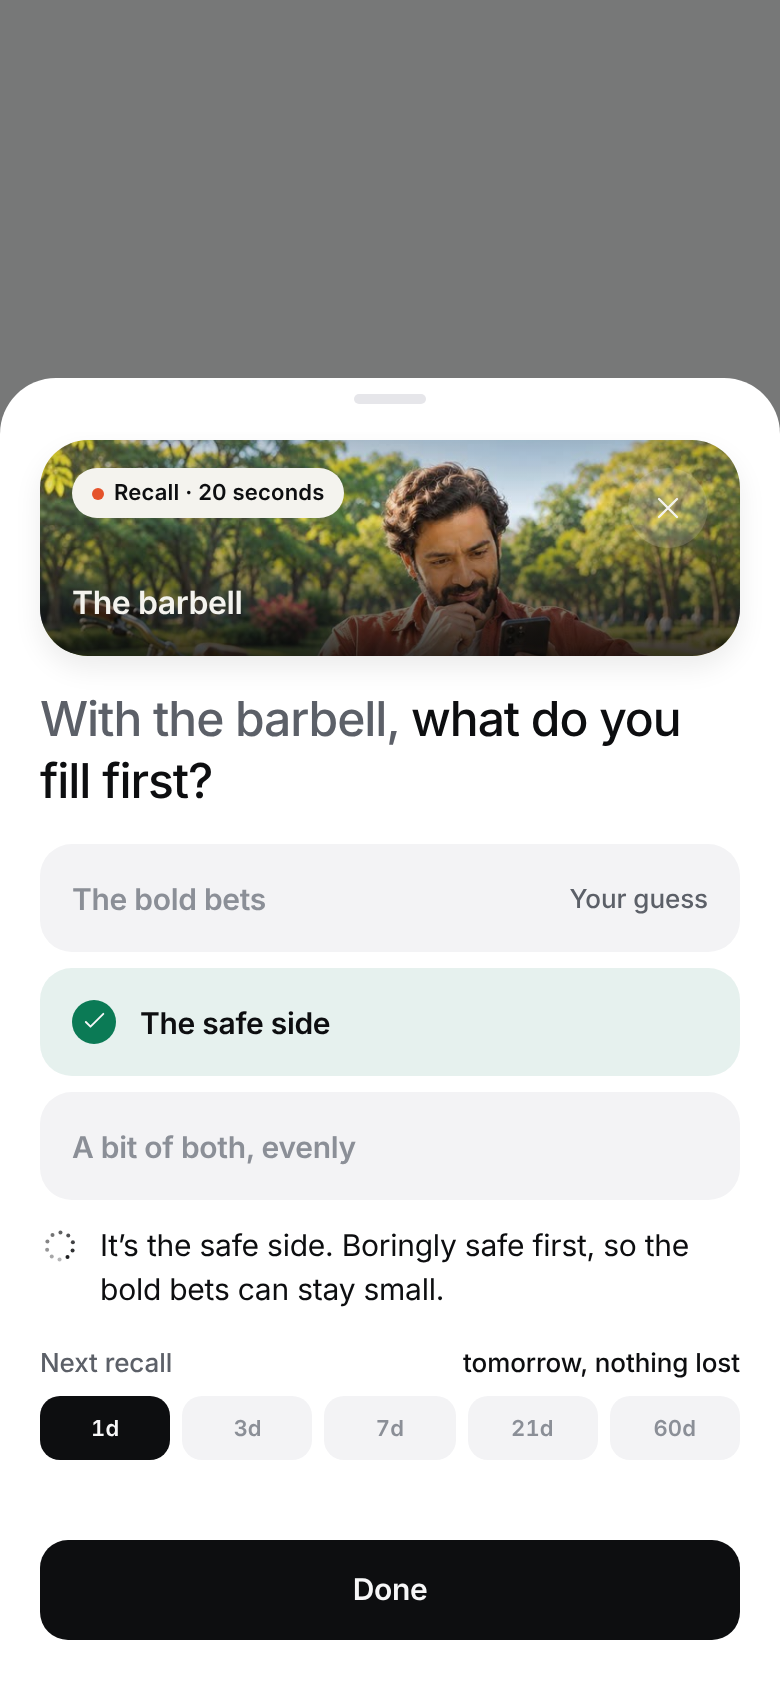 Recall · 20 seconds
The barbell
With the barbell, what do you
fill first?
The bold bets
Your guess
The safe side
A bit of both, evenly
It’s the safe side. Boringly safe first, so the
bold bets can stay small.
Next recall
tomorrow, nothing lost
1d
3d
7d
21d
60d
Done